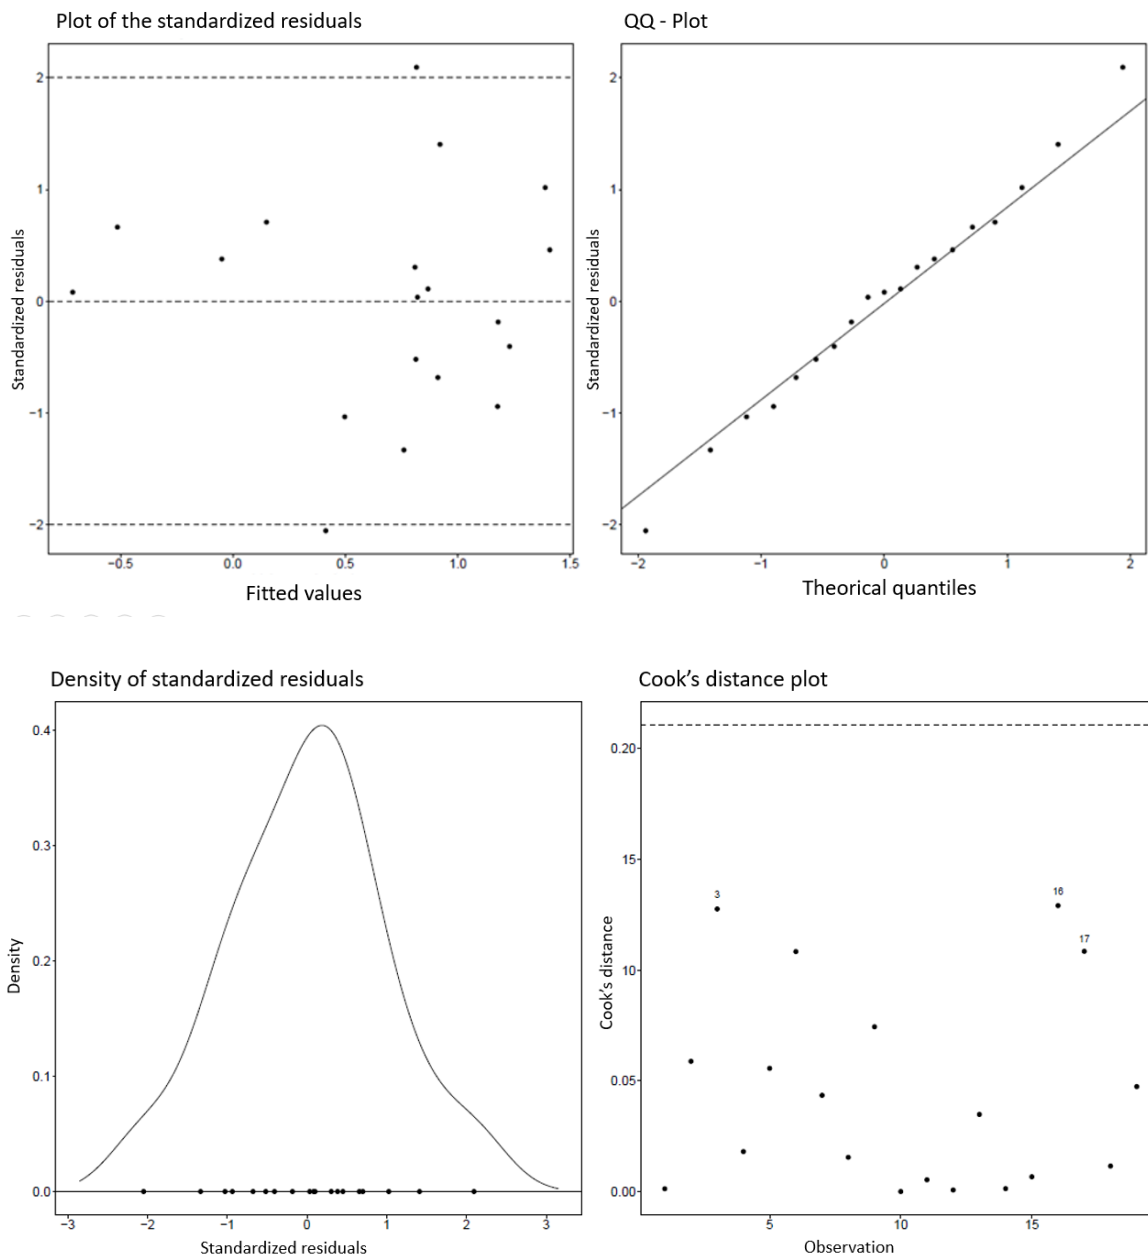 Plot of the standardized residuals
QQ - Plot
2
1
0
−1
−2
Standardized residuals
−0.5 0.0 0.5 1.0 1.5
Fitted values
2
1
0
−1
−2
Standardized residuals
−2 −1 0 1 2
Theorical quantiles
Density of standardized residuals
Cook's distance plot
0.4
0.3
0.2
0.1
0.0
Density
−3 −2 −1 0 1 2 3
Standardized residuals
0.20
15
10
0.05
0.00
Cook's distance
3
16
17
5 10 15
Observation